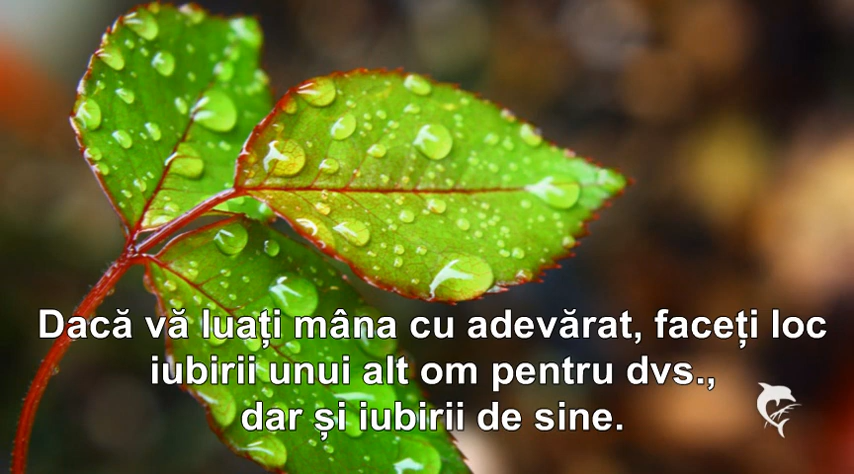 Dacă vă luați mâna cu adevărat, faceți loc
iubirii unui alt om pentru dvs.,
dar și iubirii de sine.